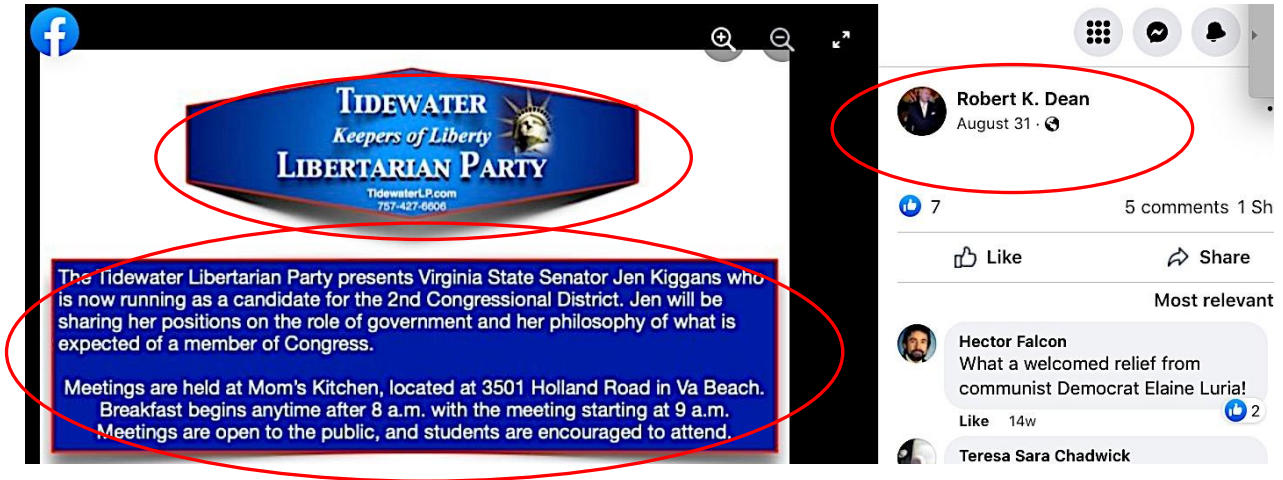 f
TIDEWATER
Keepers of Liberty
LIBERTARIAN PARTY
TidewaterLP.com
757-427-6606
The Tidewater Libertarian Party presents Virginia State Senator Jen Kiggans who
is now running as a candidate for the 2nd Congressional District. Jen will be
sharing her positions on the role of government and her philosophy of what is
expected of a member of Congress.
Meetings are held at Mom's Kitchen, located at 3501 Holland Road in Va Beach.
Breakfast begins anytime after 8 a.m. with the meeting starting at 9 a.m.
Meetings are open to the public, and students are encouraged to attend.
Robert K. Dean
August 31 ·
7
5 comments 1 Sh
Like
Share
Most relevant
Hector Falcon
What a welcomed relief from
communist Democrat Elaine Luria!
2
Like 14w
Teresa Sara Chadwick